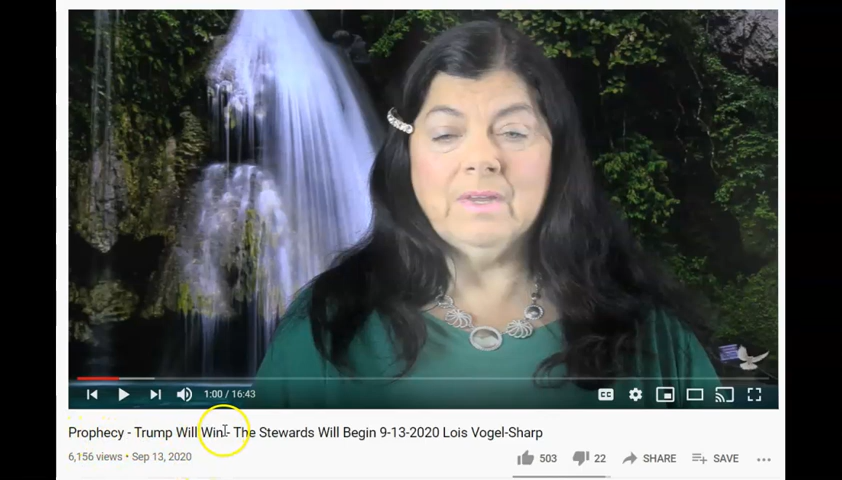 1:00 / 16:43
CC
Prophecy - Trump Will Win - The Stewards Will Begin 9-13-2020 Lois Vogel-Sharp
6,156 views • Sep 13, 2020
503
22
SHARE
SAVE